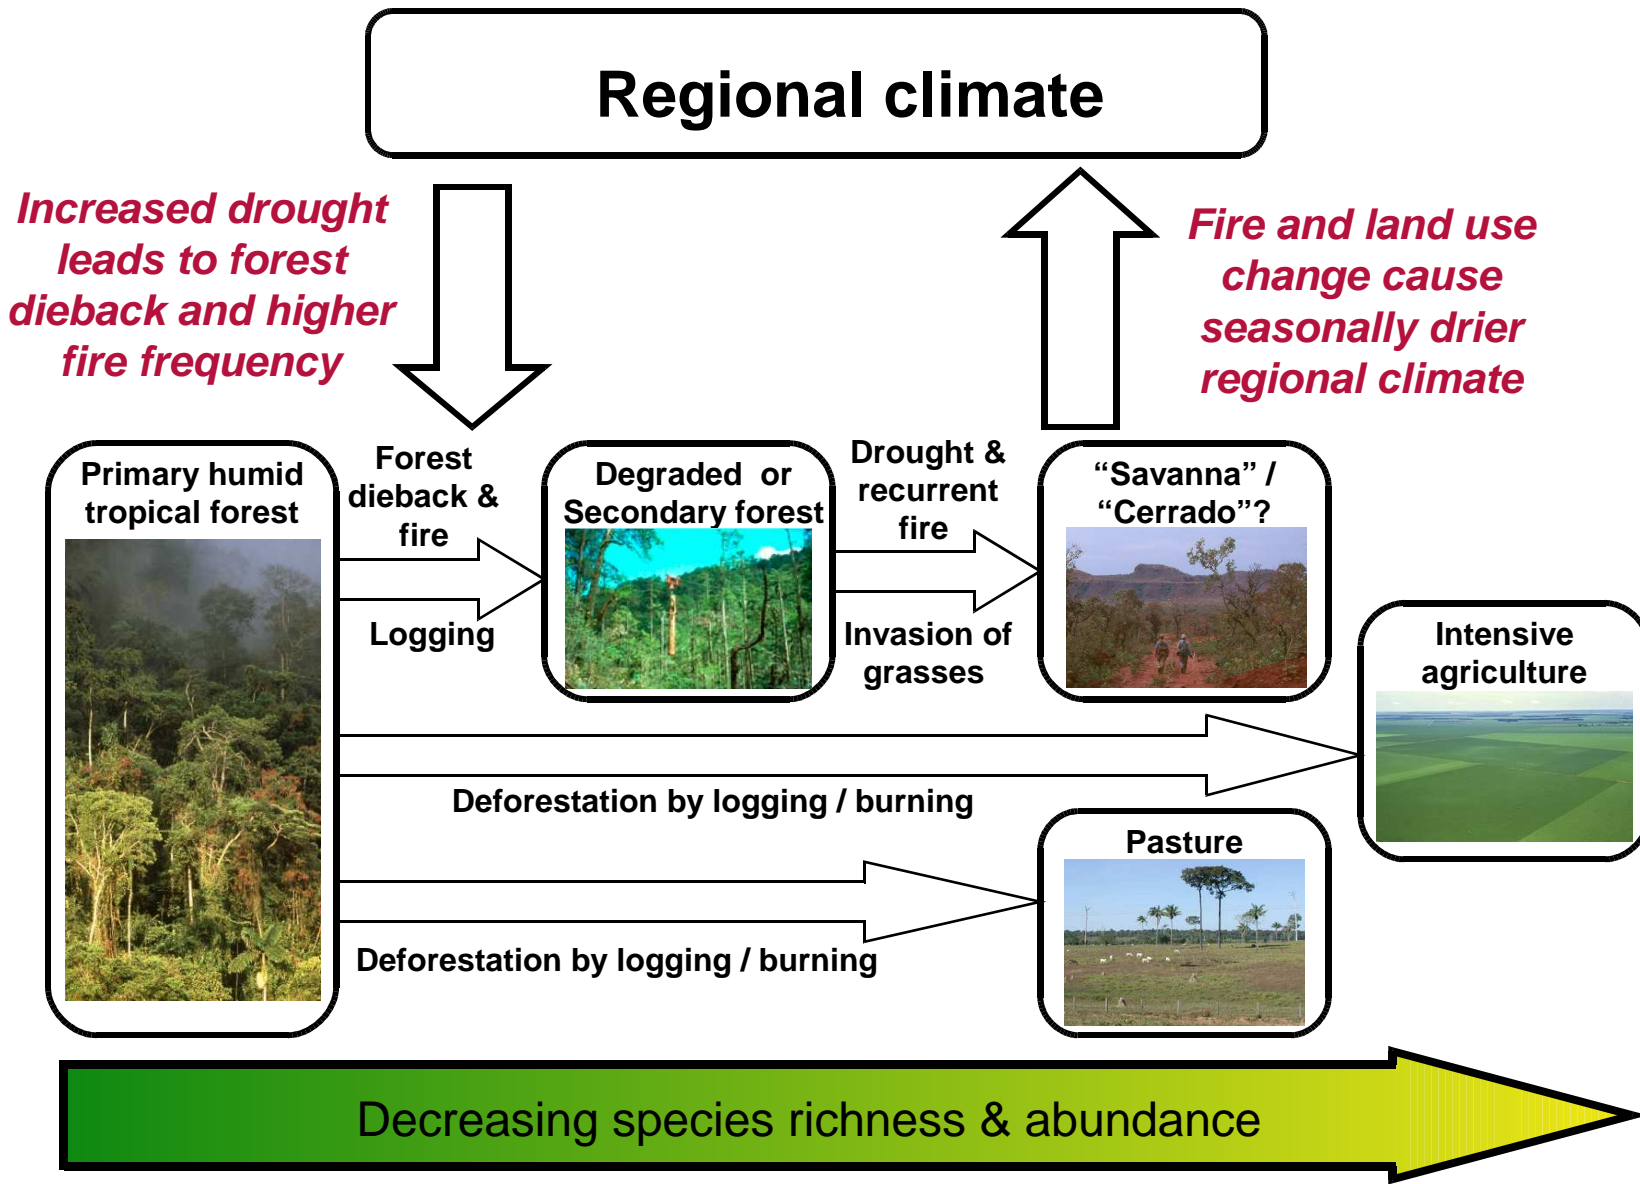 Regional climate
Increased drought
leads to forest
dieback and higher
fire frequency
Fire and land use
change cause
seasonally drier
regional climate
Primary humid
tropical forest
Forest
dieback &
fire
Logging
Degraded or
Secondary forest
Drought &
recurrent
fire
Invasion of
grasses
“Savanna” /
“Cerrado”?
Intensive
agriculture
Deforestation by logging / burning
Pasture
Deforestation by logging / burning
Decreasing species richness & abundance